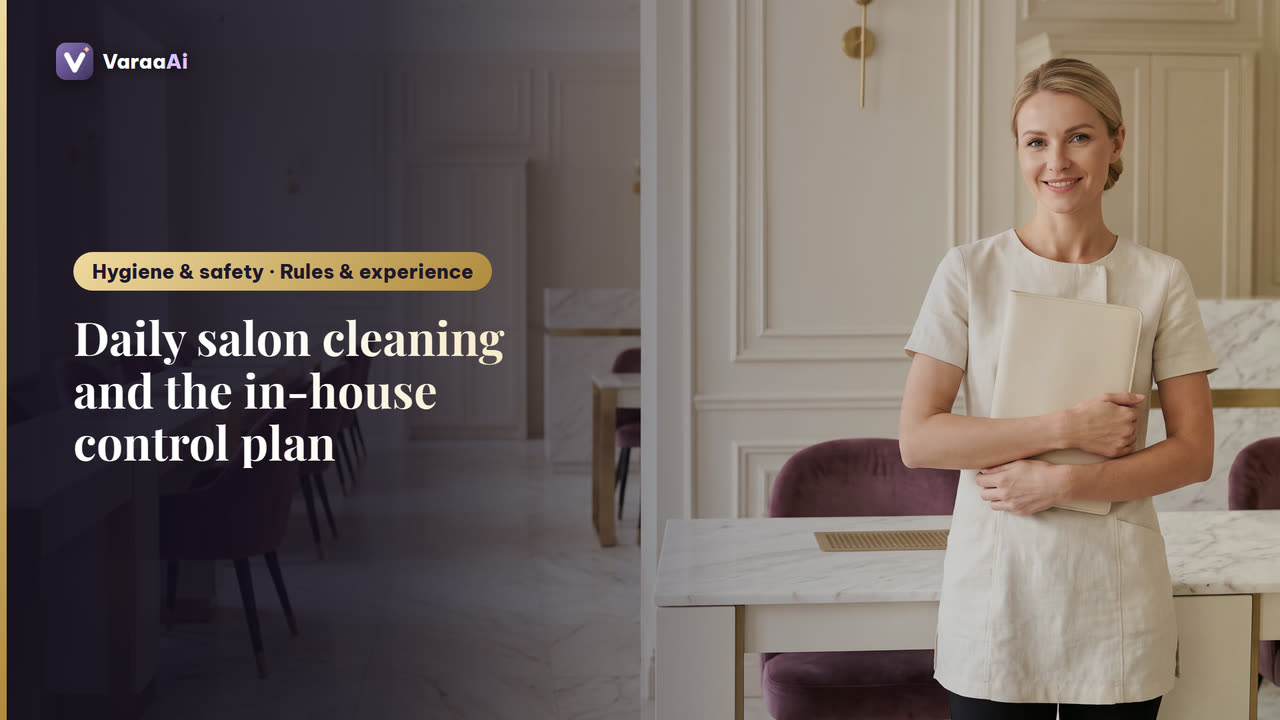 VaraaAi
Hygiene & safety · Rules & experience
Daily salon cleaning
and the in-house
control plan